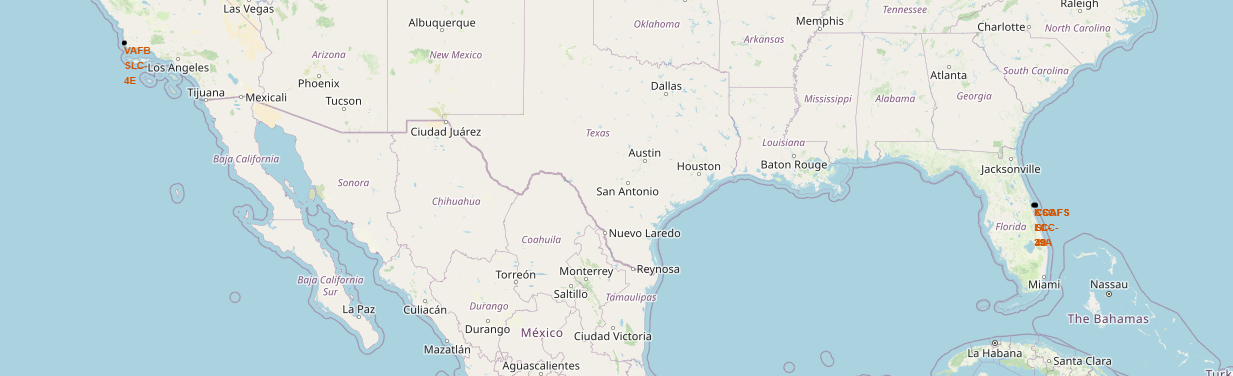 Las Vegas
Albuquerque
Oklahoma
Memphis
Tennessee
Raleigh
Charlotte
North Carolina
VAFB
SLC-
4E
Los Angeles
Arizona
New Mexico
Arkansas
South Carolina
Phoenix
Dallas
Atlanta
Tijuana
Mexicali
Tucson
Mississippi
Alabama
Georgia
Ciudad Juárez
Texas
Louisiana
Baja California
Austin
Houston
Baton Rouge
Jacksonville
Sonora
San Antonio
Chihuahua
Florida
Coahuila
Nuevo Laredo
Torreón
Monterrey
Reynosa
Miami
Nassau
Baja California
Sur
Saltillo
Tamaulipas
La Paz
Culiacán
Durango
Durango
México
Ciudad Victoria
The Bahamas
Mazatlán
La Habana
Santa Clara
Aguascalientes